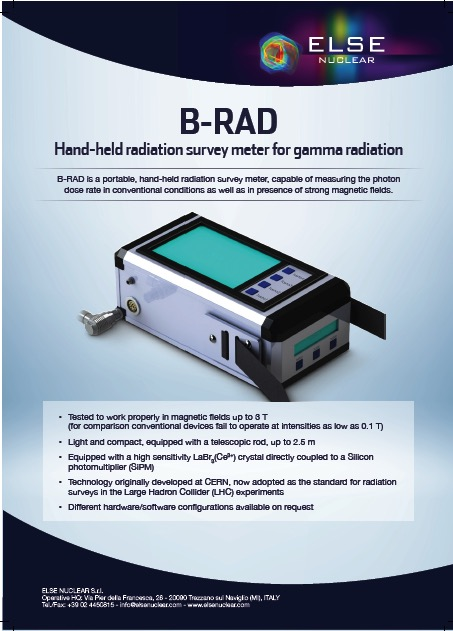 ELSE
NUCLEAR
B-RAD
Hand-held radiation survey meter for gamma radiation
B-RAD is a portable, hand-held radiation survey meter, capable of measuring the photon
dose rate in conventional conditions as well as in presence of strong magnetic fields.
• Tested to work properly in magnetic fields up to 3 T
(for comparison conventional devices fail to operate at intensities as low as 0.1 T)
• Light and compact, equipped with a telescopic rod, up to 2.5 m
• Equipped with a high sensitivity LaBr₃(Ce³⁺) crystal directly coupled to a Silicon
photomultiplier (SiPM)
• Technology originally developed at CERN, now adopted as the standard for radiation
surveys in the Large Hadron Collider (LHC) experiments
• Different hardware/software configurations available on request
ELSE NUCLEAR S.r.l.
Operative HQ: Via Pier della Francesca, 26 - 20090 Trezzano sul Naviglio (MI), ITALY
Tel./Fax: +39 02 4450815 - info@elsenuclear.com - www.elsenuclear.com